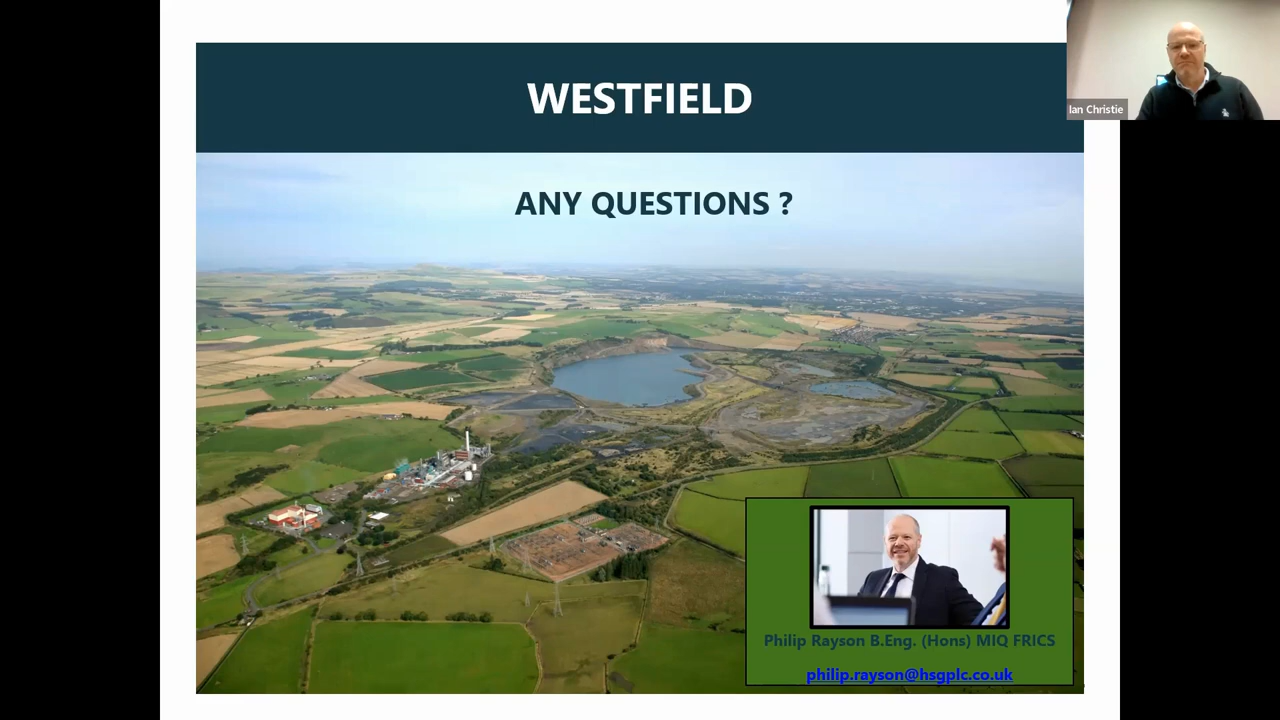 WESTFIELD
Ian Christie
ANY QUESTIONS ?
Philip Rayson B.Eng. (Hons) MIQ FRICS
philip.rayson@hsgplc.co.uk